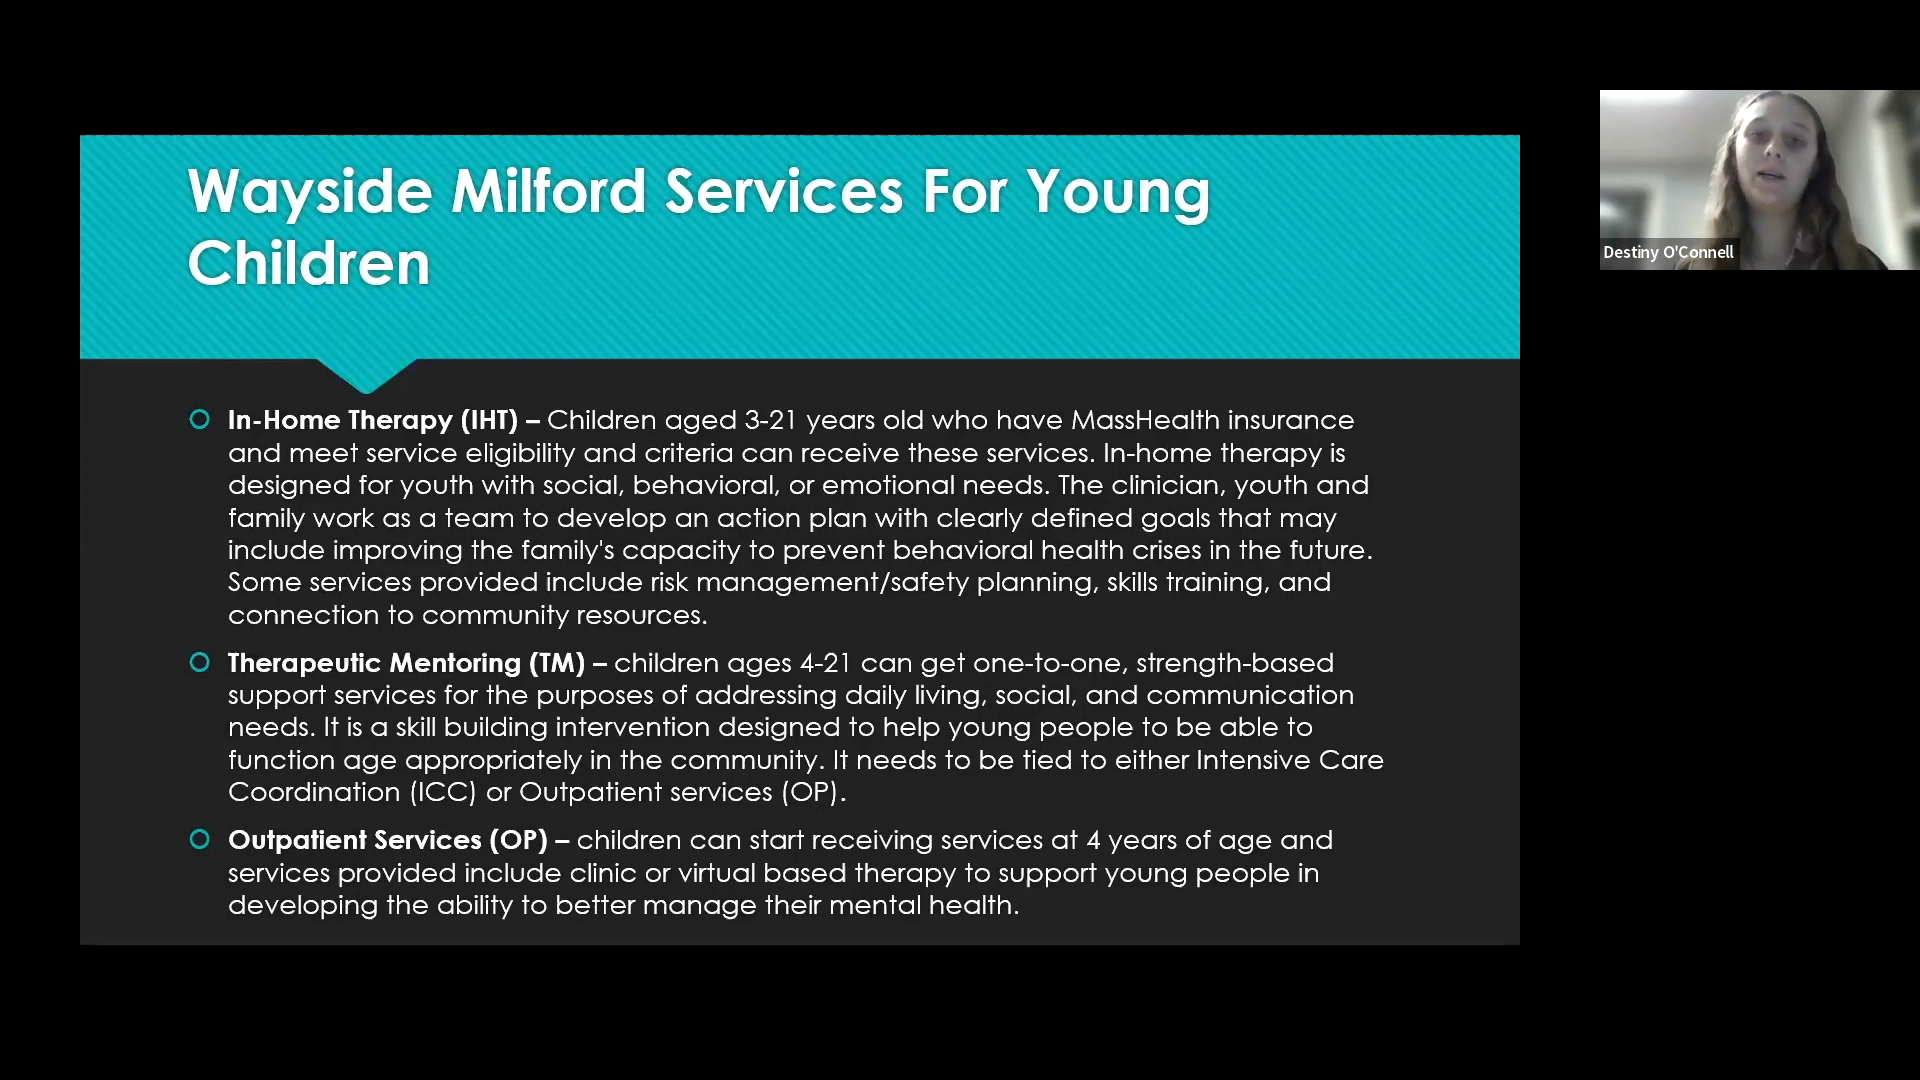 Wayside Milford Services For Young
Children
In-Home Therapy (IHT) – Children aged 3-21 years old who have MassHealth insurance
and meet service eligibility and criteria can receive these services. In-home therapy is
designed for youth with social, behavioral, or emotional needs. The clinician, youth and
family work as a team to develop an action plan with clearly defined goals that may
include improving the family's capacity to prevent behavioral health crises in the future.
Some services provided include risk management/safety planning, skills training, and
connection to community resources.
Therapeutic Mentoring (TM) – children ages 4-21 can get one-to-one, strength-based
support services for the purposes of addressing daily living, social, and communication
needs. It is a skill building intervention designed to help young people to be able to
function age appropriately in the community. It needs to be tied to either Intensive Care
Coordination (ICC) or Outpatient services (OP).
Outpatient Services (OP) – children can start receiving services at 4 years of age and
services provided include clinic or virtual based therapy to support young people in
developing the ability to better manage their mental health.
Destiny O'Connell